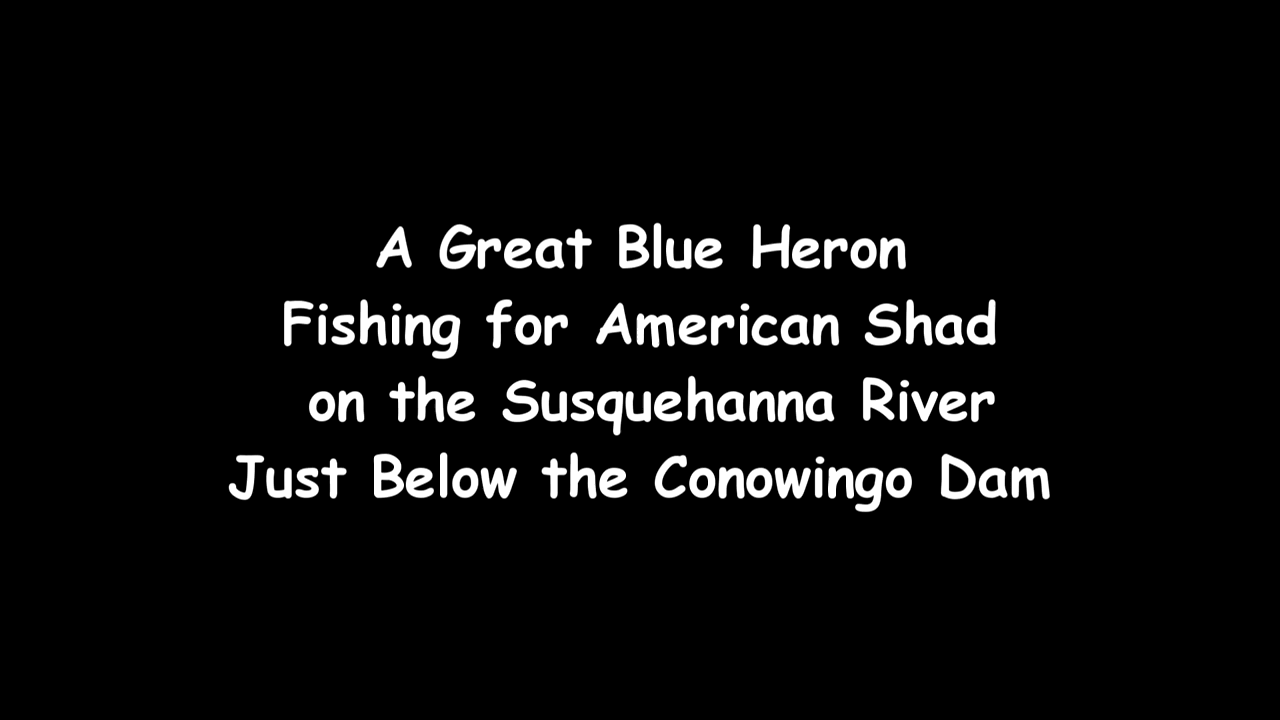 A Great Blue Heron
Fishing for American Shad
on the Susquehanna River
Just Below the Conowingo Dam